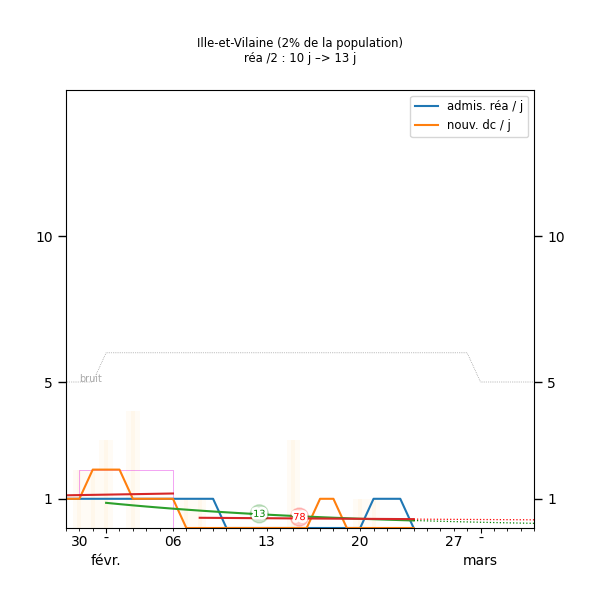 Ille-et-Vilaine (2% de la population)
réa /2 : 10 j –> 13 j
admis. réa / j
nouv. dc / j
10 10
5 5
bruit
1 1
13
78
30 - 06 13 20 27 -
févr. mars